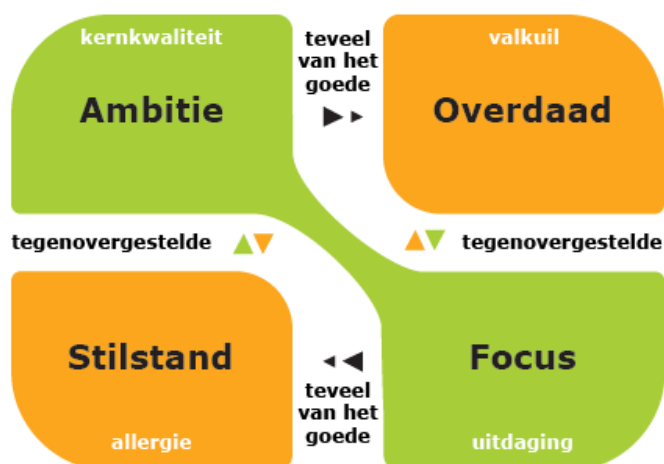 kernkwaliteit
Ambitie
teveel
van het
goede
valkuil
Overdaad
tegenovergestelde
tegenovergestelde
Stilstand
allergie
teveel
van het
goede
Focus
uitdaging